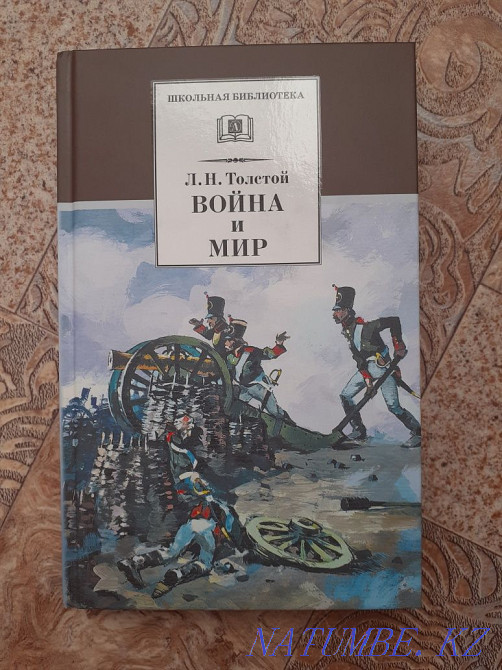 ШКОЛЬНАЯ БИБЛИОТЕКА
Л. Н. Толстой
ВОЙНА
и
МИР
NATUMBE. KZ